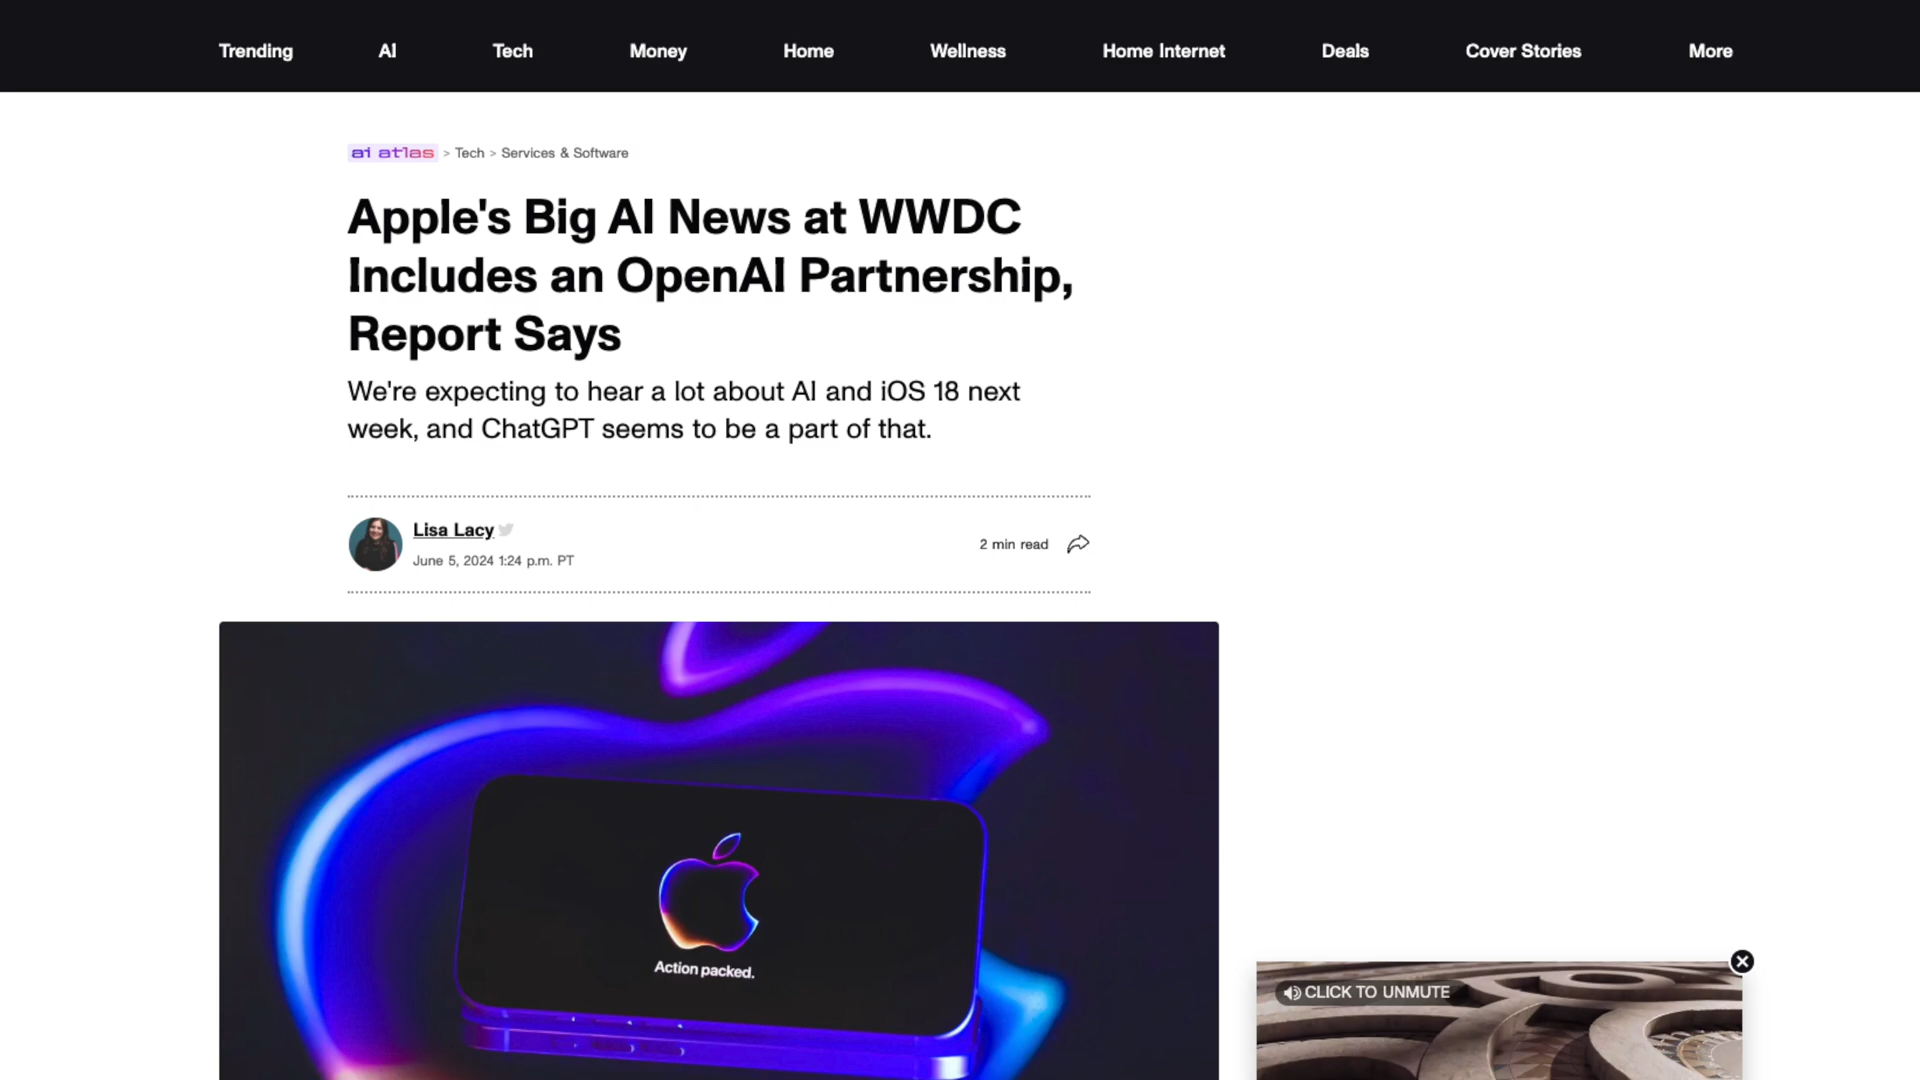 Trending AI Tech Money Home Wellness Home Internet Deals Cover Stories More
ai atlas > Tech > Services & Software
Apple's Big AI News at WWDC
Includes an OpenAI Partnership,
Report Says
We're expecting to hear a lot about AI and iOS 18 next
week, and ChatGPT seems to be a part of that.
Lisa Lacy
June 5, 2024 1:24 p.m. PT
2 min read
Action packed.
CLICK TO UNMUTE